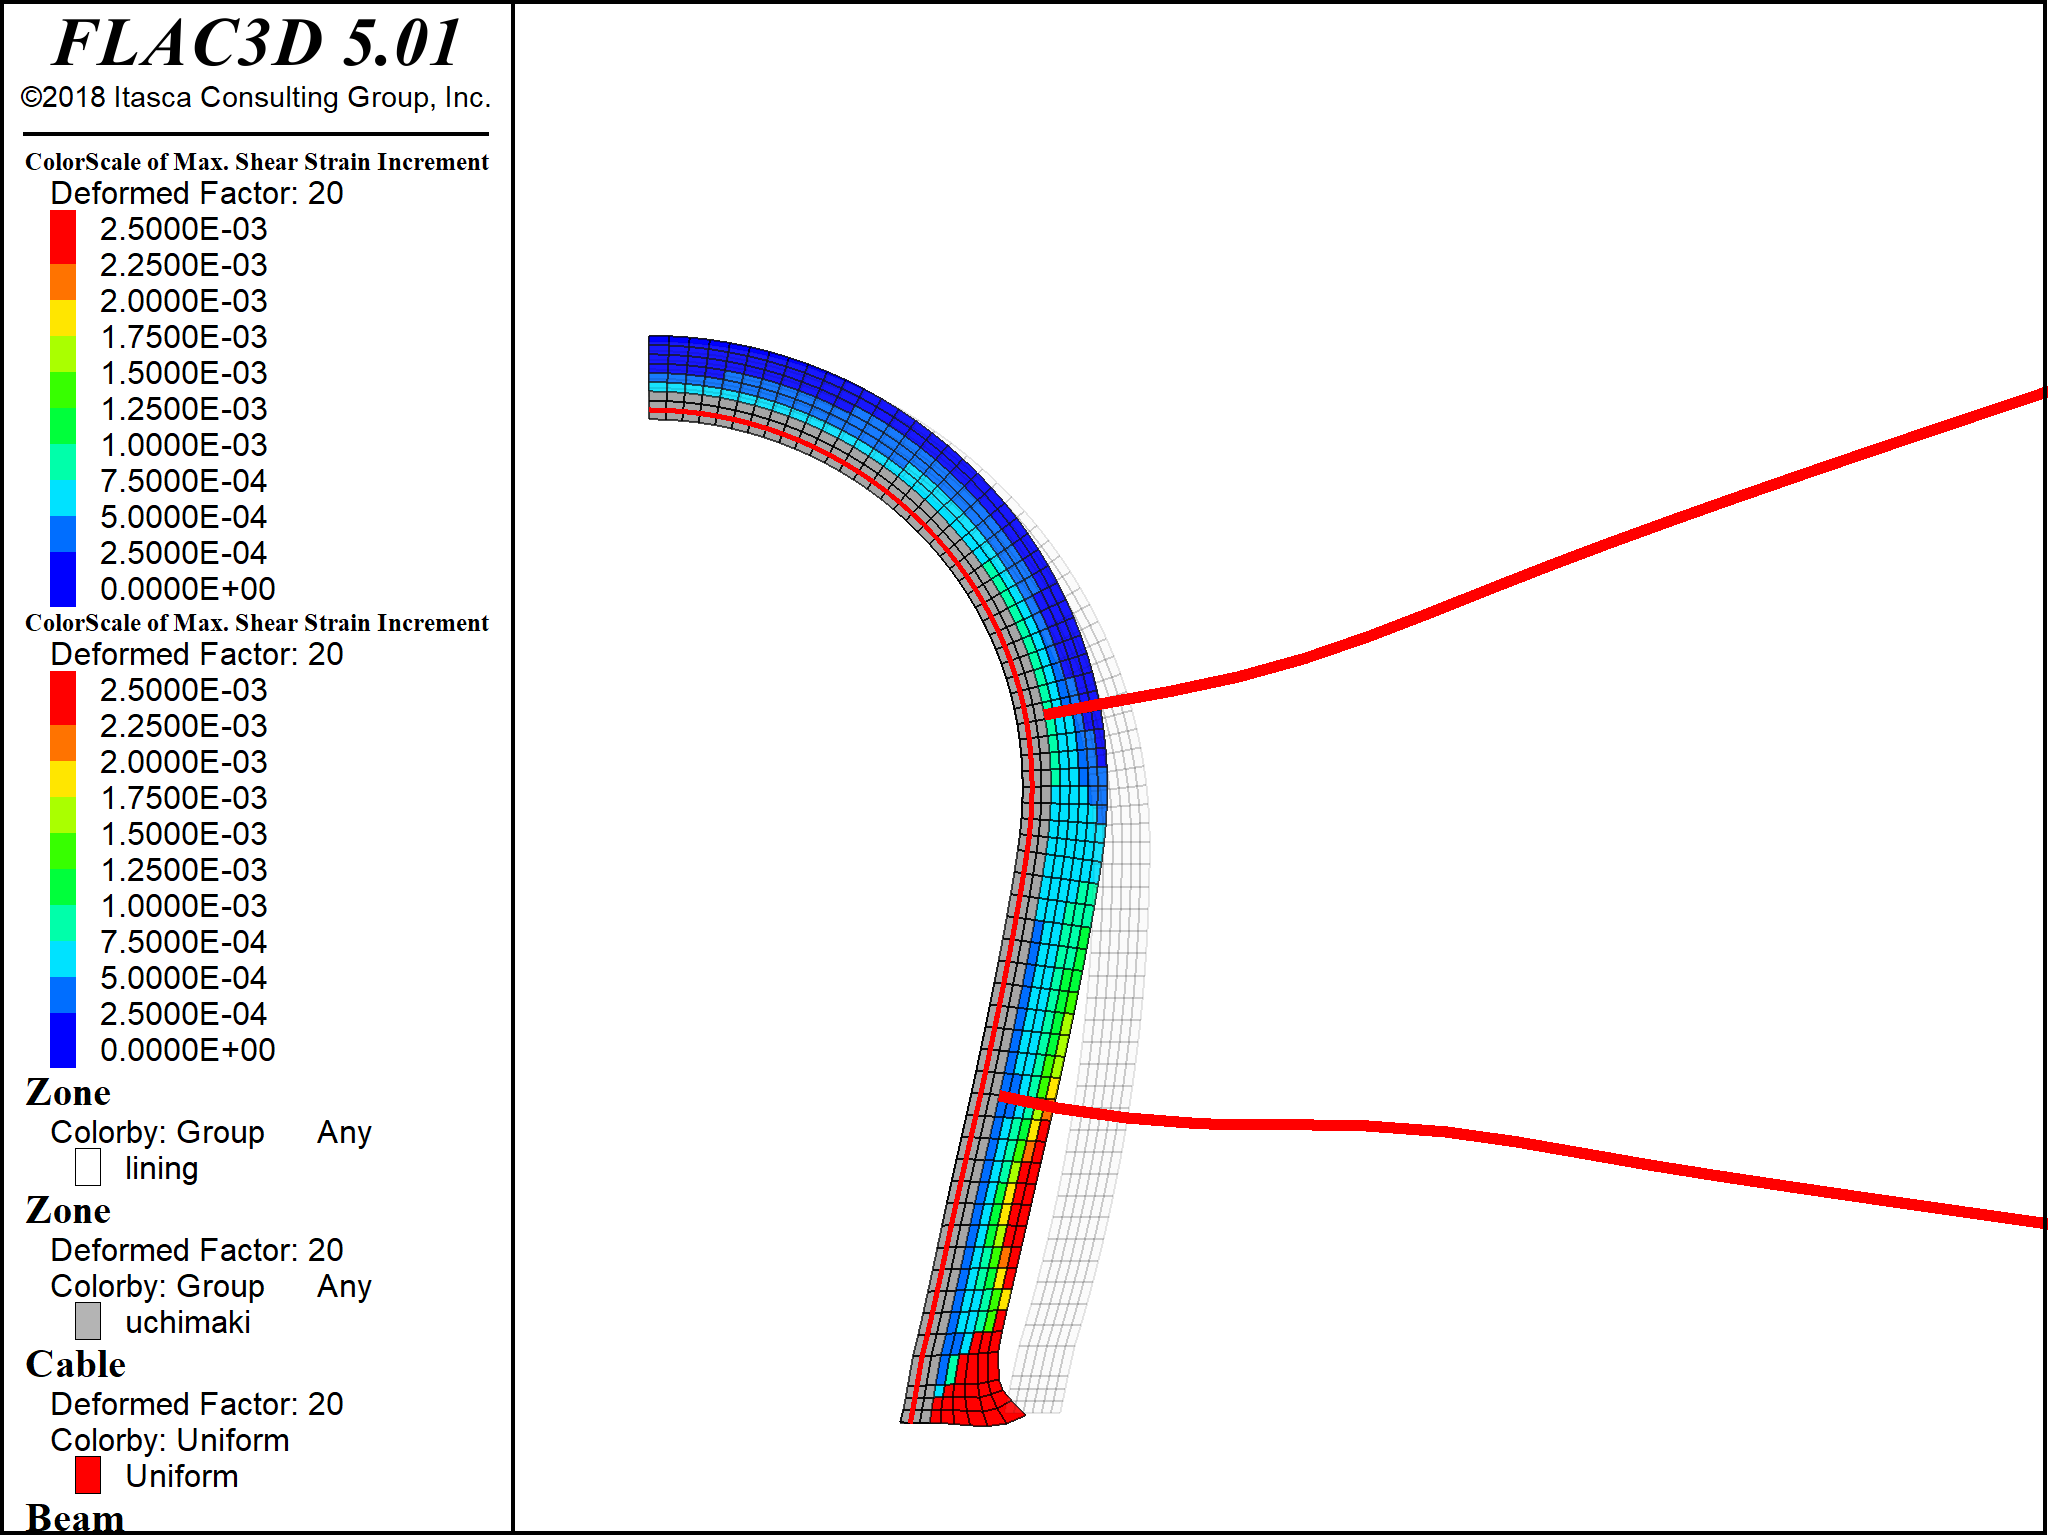 FLAC3D 5.01
©2018 Itasca Consulting Group, Inc.
ColorScale of Max. Shear Strain Increment
Deformed Factor: 20
2.5000E-03
2.2500E-03
2.0000E-03
1.7500E-03
1.5000E-03
1.2500E-03
1.0000E-03
7.5000E-04
5.0000E-04
2.5000E-04
0.0000E+00
ColorScale of Max. Shear Strain Increment
Deformed Factor: 20
2.5000E-03
2.2500E-03
2.0000E-03
1.7500E-03
1.5000E-03
1.2500E-03
1.0000E-03
7.5000E-04
5.0000E-04
2.5000E-04
0.0000E+00
Zone
Colorby: Group Any
lining
Zone
Deformed Factor: 20
Colorby: Group Any
uchimaki
Cable
Deformed Factor: 20
Colorby: Uniform
Uniform
Beam